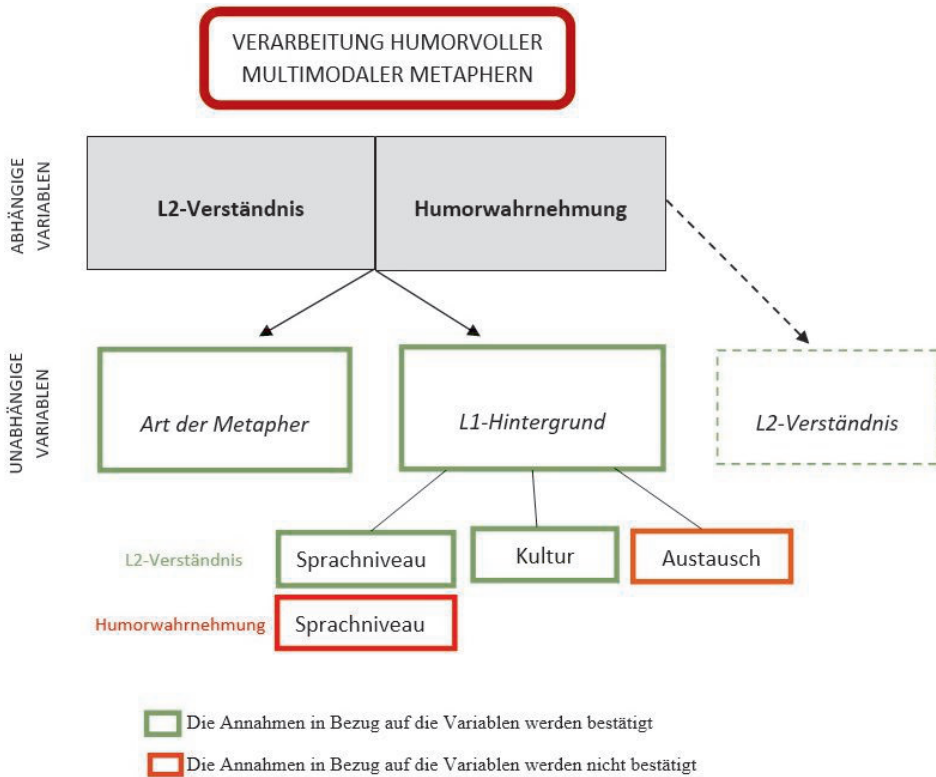 VERARBEITUNG HUMORVOLLER
MULTIMODALER METAPHERN
ABHÄNGIGE
VARIABLEN
L2-Verständnis
Humorwahrnehmung
UNABHÄNGIGE
VARIABLEN
Art der Metapher
L1-Hintergrund
L2-Verständnis
L2-Verständnis
Sprachniveau
Kultur
Austausch
Humorwahrnehmung
Sprachniveau
Die Annahmen in Bezug auf die Variablen werden bestätigt
Die Annahmen in Bezug auf die Variablen werden nicht bestätigt